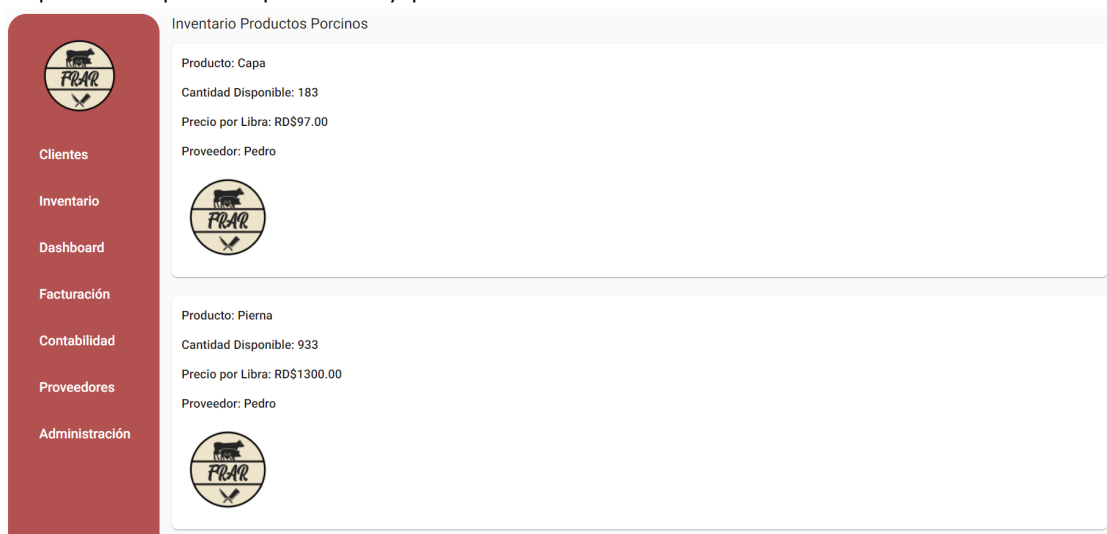 Inventario Productos Porcinos
FRAR
Clientes
Inventario
Dashboard
Facturación
Contabilidad
Proveedores
Administración
Producto: Capa
Cantidad Disponible: 183
Precio por Libra: RD$97.00
Proveedor: Pedro
FRAR
Producto: Pierna
Cantidad Disponible: 933
Precio por Libra: RD$1300.00
Proveedor: Pedro
FRAR